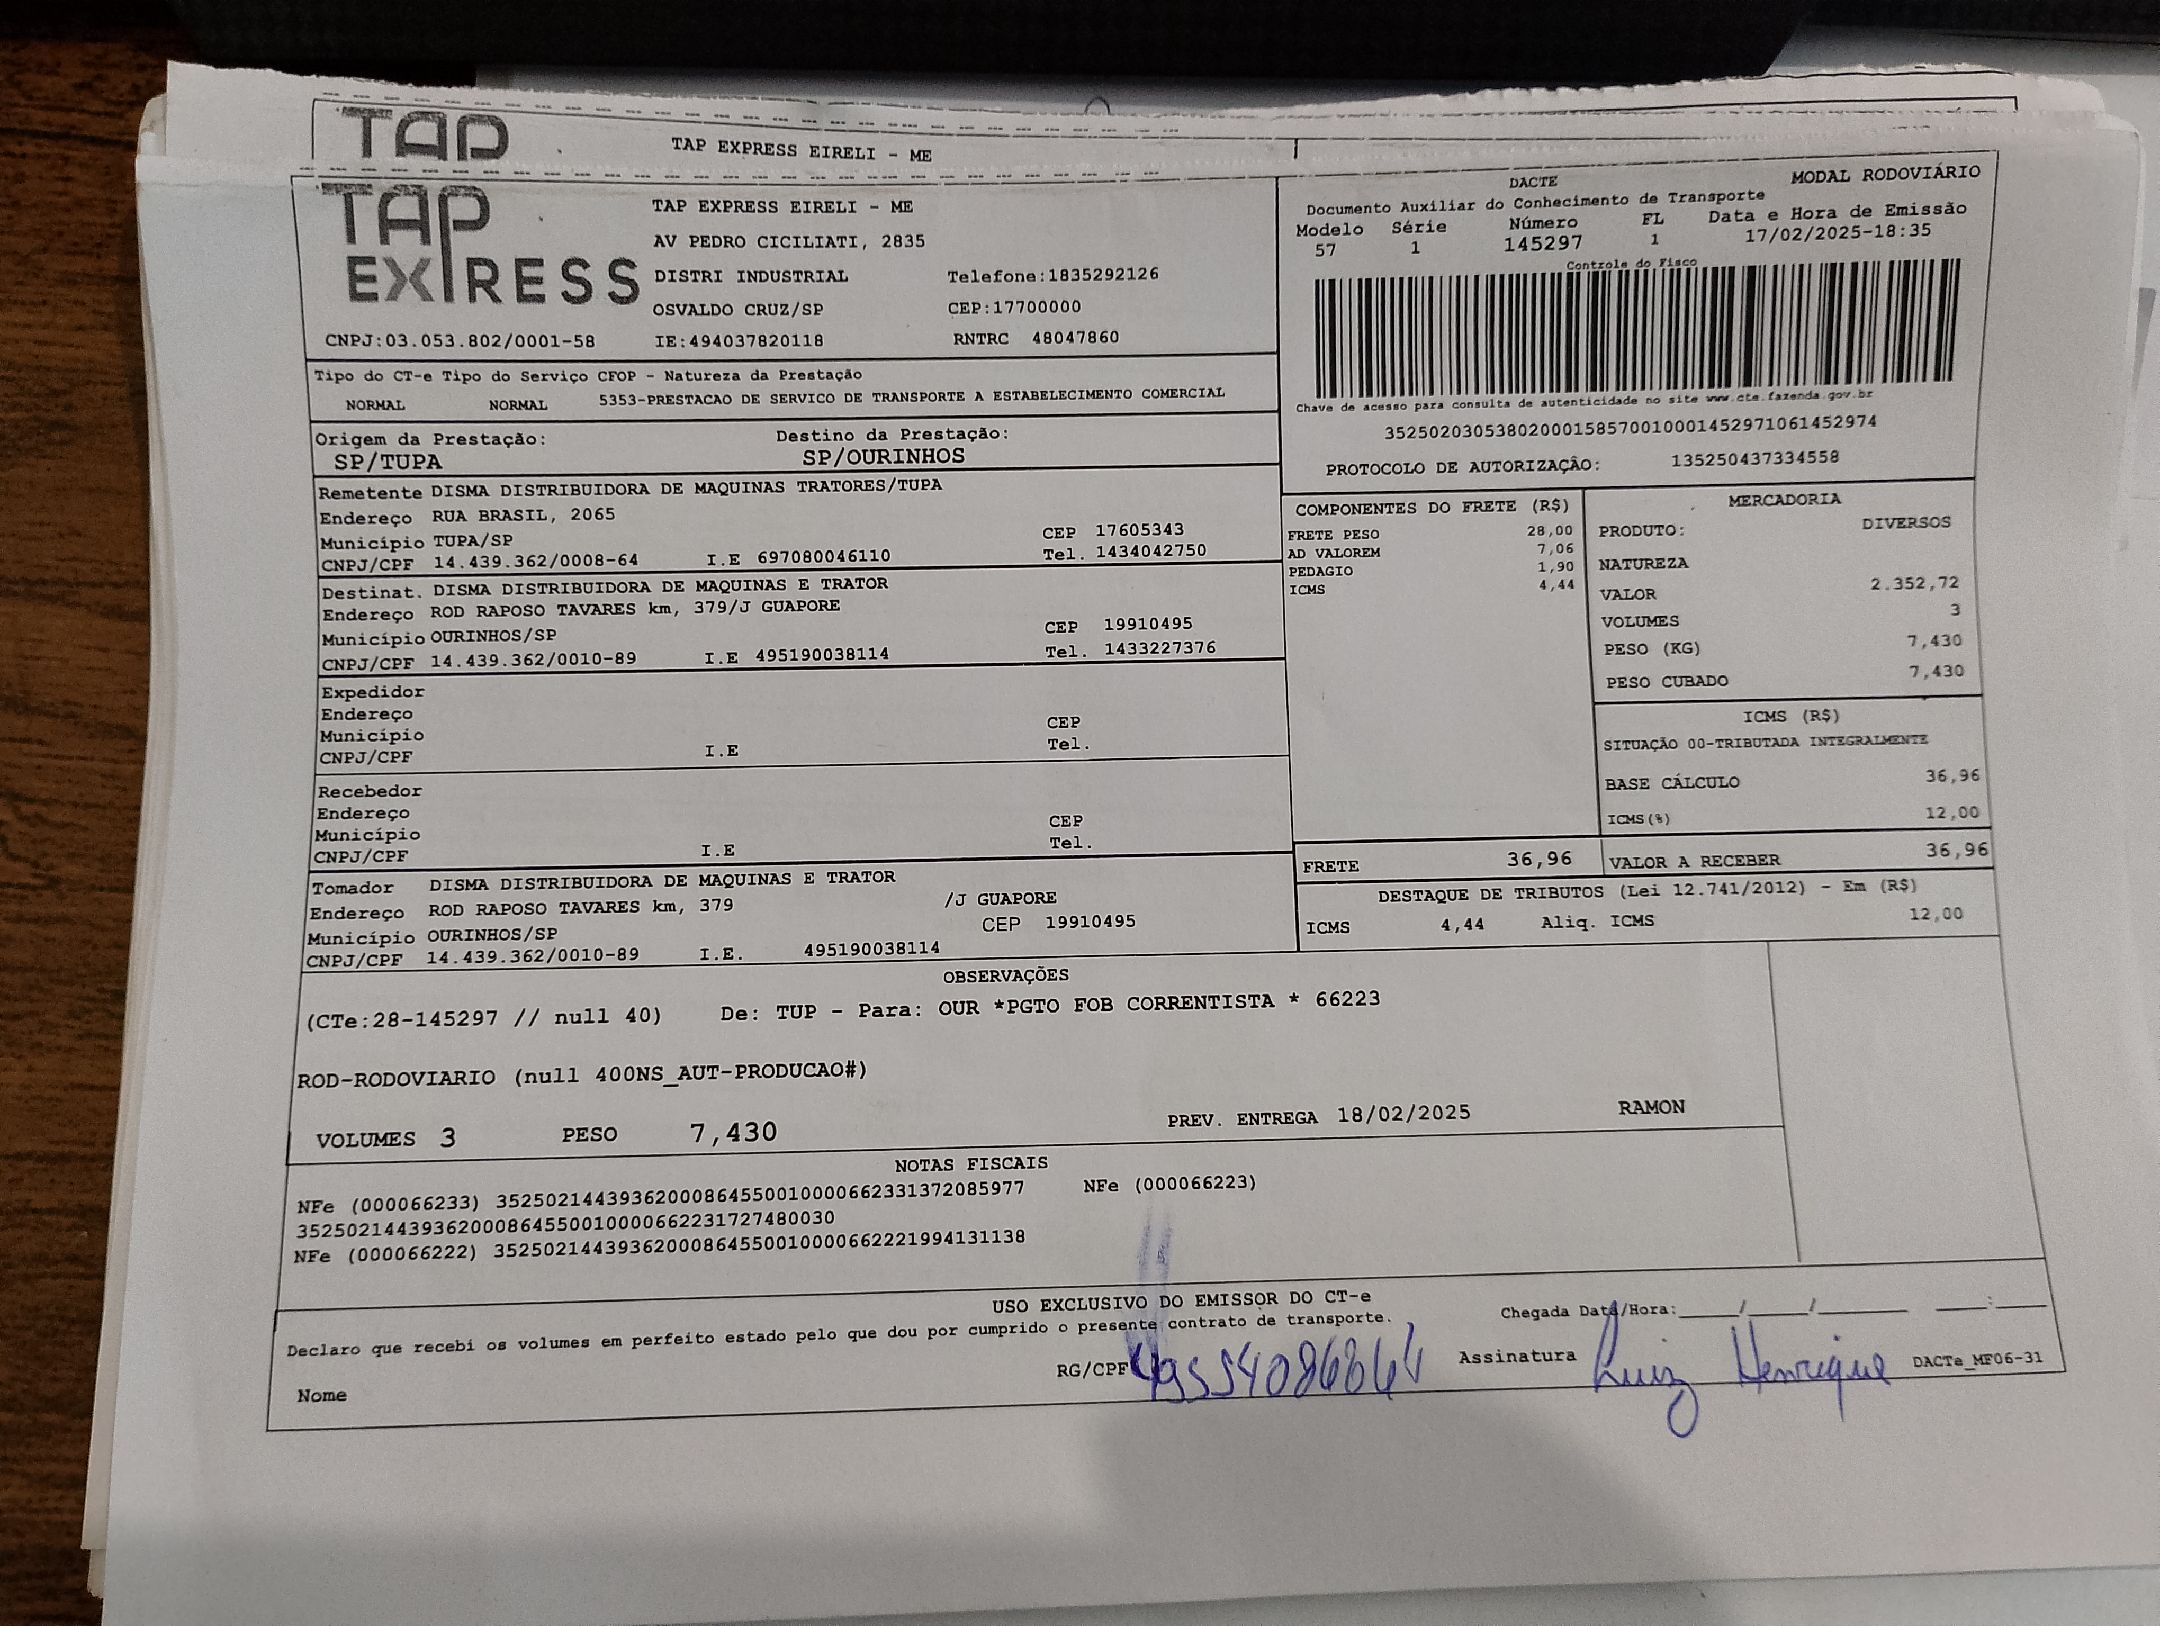 TAP
TAP EXPRESS EIRELI - ME
TAP
EXPRESS
TAP EXPRESS EIRELI - ME
AV PEDRO CICILIATI, 2835
DISTRI INDUSTRIAL Telefone:1835292126
OSVALDO CRUZ/SP CEP:17700000
CNPJ:03.053.802/0001-58 IE:494037820118 RNTRC 48047860
DACTE MODAL RODOVIÁRIO
Documento Auxiliar do Conhecimento de Transporte
Modelo Série Número FL Data e Hora de Emissão
57 1 145297 1 17/02/2025-18:35
Controle do Fisco
Chave de acesso para consulta de autenticidade no site www.cte.fazenda.gov.br
35250203053802000158570010001452971061452974
PROTOCOLO DE AUTORIZAÇÂO: 135250437334558
Tipo do CT-e Tipo do Serviço CFOP - Natureza da Prestação
NORMAL NORMAL 5353-PRESTACAO DE SERVICO DE TRANSPORTE A ESTABELECIMENTO COMERCIAL
Origem da Prestação: Destino da Prestação:
SP/TUPA SP/OURINHOS
Remetente DISMA DISTRIBUIDORA DE MAQUINAS TRATORES/TUPA
Endereço RUA BRASIL, 2065
Município TUPA/SP CEP 17605343
CNPJ/CPF 14.439.362/0008-64 I.E 697080046110 Tel. 1434042750
Destinat. DISMA DISTRIBUIDORA DE MAQUINAS E TRATOR
Endereço ROD RAPOSO TAVARES km, 379/J GUAPORE
Município OURINHOS/SP CEP 19910495
CNPJ/CPF 14.439.362/0010-89 I.E 495190038114 Tel. 1433227376
Expedidor
Endereço
Município CEP
CNPJ/CPF I.E Tel.
Recebedor
Endereço
Município CEP
CNPJ/CPF I.E Tel.
Tomador DISMA DISTRIBUIDORA DE MAQUINAS E TRATOR
Endereço ROD RAPOSO TAVARES km, 379 /J GUAPORE
Município OURINHOS/SP CEP 19910495
CNPJ/CPF 14.439.362/0010-89 I.E. 495190038114
COMPONENTES DO FRETE (R$)
FRETE PESO 28,00
AD VALOREM 7,06
PEDAGIO 1,90
ICMS 4,44
MERCADORIA
PRODUTO: DIVERSOS
NATUREZA
VALOR 2.352,72
VOLUMES 3
PESO (KG) 7,430
PESO CUBADO 7,430
ICMS (R$)
SITUAÇÃO 00-TRIBUTADA INTEGRALMENTE
BASE CÁLCULO 36,96
ICMS(%) 12,00
FRETE 36,96 VALOR A RECEBER 36,96
DESTAQUE DE TRIBUTOS (Lei 12.741/2012) - Em (R$)
ICMS 4,44 Aliq. ICMS 12,00
OBSERVAÇÕES
(CTe:28-145297 // null 40) De: TUP - Para: OUR *PGTO FOB CORRENTISTA * 66223
ROD-RODOVIARIO (null 400NS_AUT-PRODUCAO#)
VOLUMES 3 PESO 7,430 PREV. ENTREGA 18/02/2025 RAMON
NOTAS FISCAIS
NFe (000066233) 35250214439362000864550010000662331372085977 NFe (000066223)
35250214439362000864550010000662231727480030
NFe (000066222) 35250214439362000864550010000662221994131138
USO EXCLUSIVO DO EMISSOR DO CT-e
Declaro que recebi os volumes em perfeito estado pelo que dou por cumprido o presente contrato de transporte.
Chegada Data/Hora:____/____/______ ___:___
Nome RG/CPF Assinatura Luiz Henrique DACTe_MF06-31